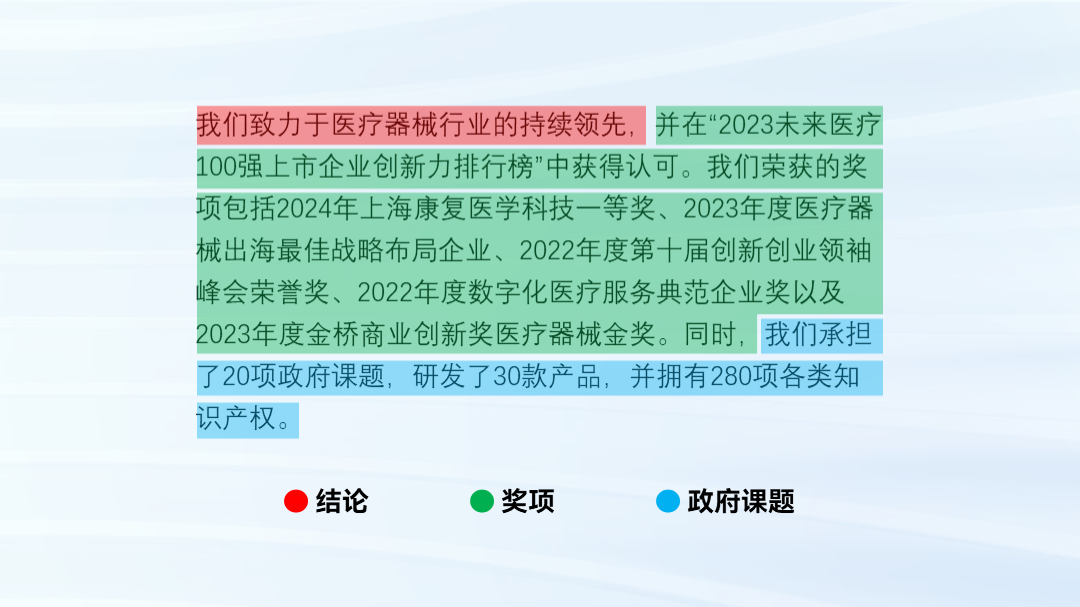 我们致力于医疗器械行业的持续领先，并在“2023未来医疗
100强上市企业创新力排行榜”中获得认可。我们荣获的奖
项包括2024年上海康复医学科技一等奖、2023年度医疗器
械出海最佳战略布局企业、2022年度第十届创新创业领袖
峰会荣誉奖、2022年度数字化医疗服务典范企业奖以及
2023年度金桥商业创新奖医疗器械金奖。同时，我们承担
了20项政府课题，研发了30款产品，并拥有280项各类知
识产权。
结论 奖项 政府课题